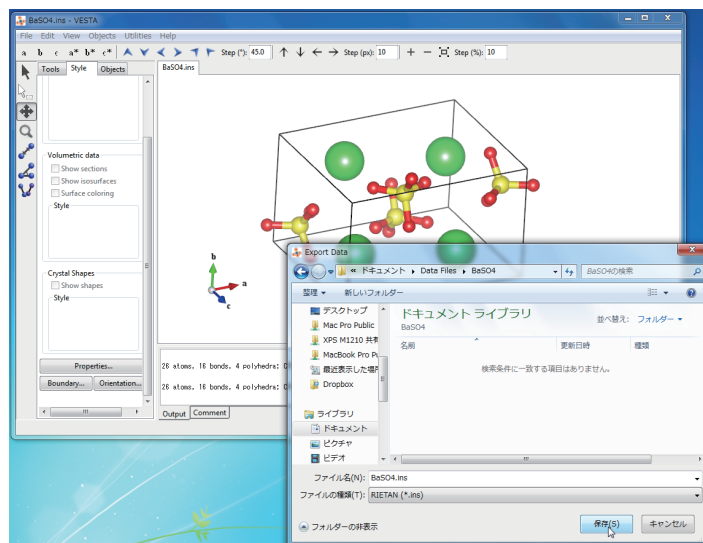 BaSO4.ins - VESTA
File Edit View Objects Utilities Help
a b c a* b* c* Step (°): 45.0 Step (px): 10 Step (%): 10
Tools Style Objects
BaSO4.ins
Volumetric data
Show sections
Show isosurfaces
Surface coloring
Style
Crystal Shapes
Show shapes
Style
Properties...
Boundary... Orientation...
b
a
c
26 atoms, 16 bonds, 4 polyhedra;
26 atoms, 16 bonds, 4 polyhedra;
Output Comment
Export Data
« ドキュメント Data Files BaSO4
BaSO4の検索
整理 新しいフォルダー
デスクトップ
Mac Pro Public
XPS M1210 共有
MacBook Pro
最近表示した場所
Dropbox
ライブラリ
ドキュメント
ピクチャ
ビデオ
ドキュメント ライブラリ
BaSO4
並べ替え: フォルダー
名前 更新日時 種類
検索条件に一致する項目はありません。
ファイル名(N): BaSO4.ins
ファイルの種類(T): RIETAN (*.ins)
フォルダーの非表示
保存(S) キャンセル